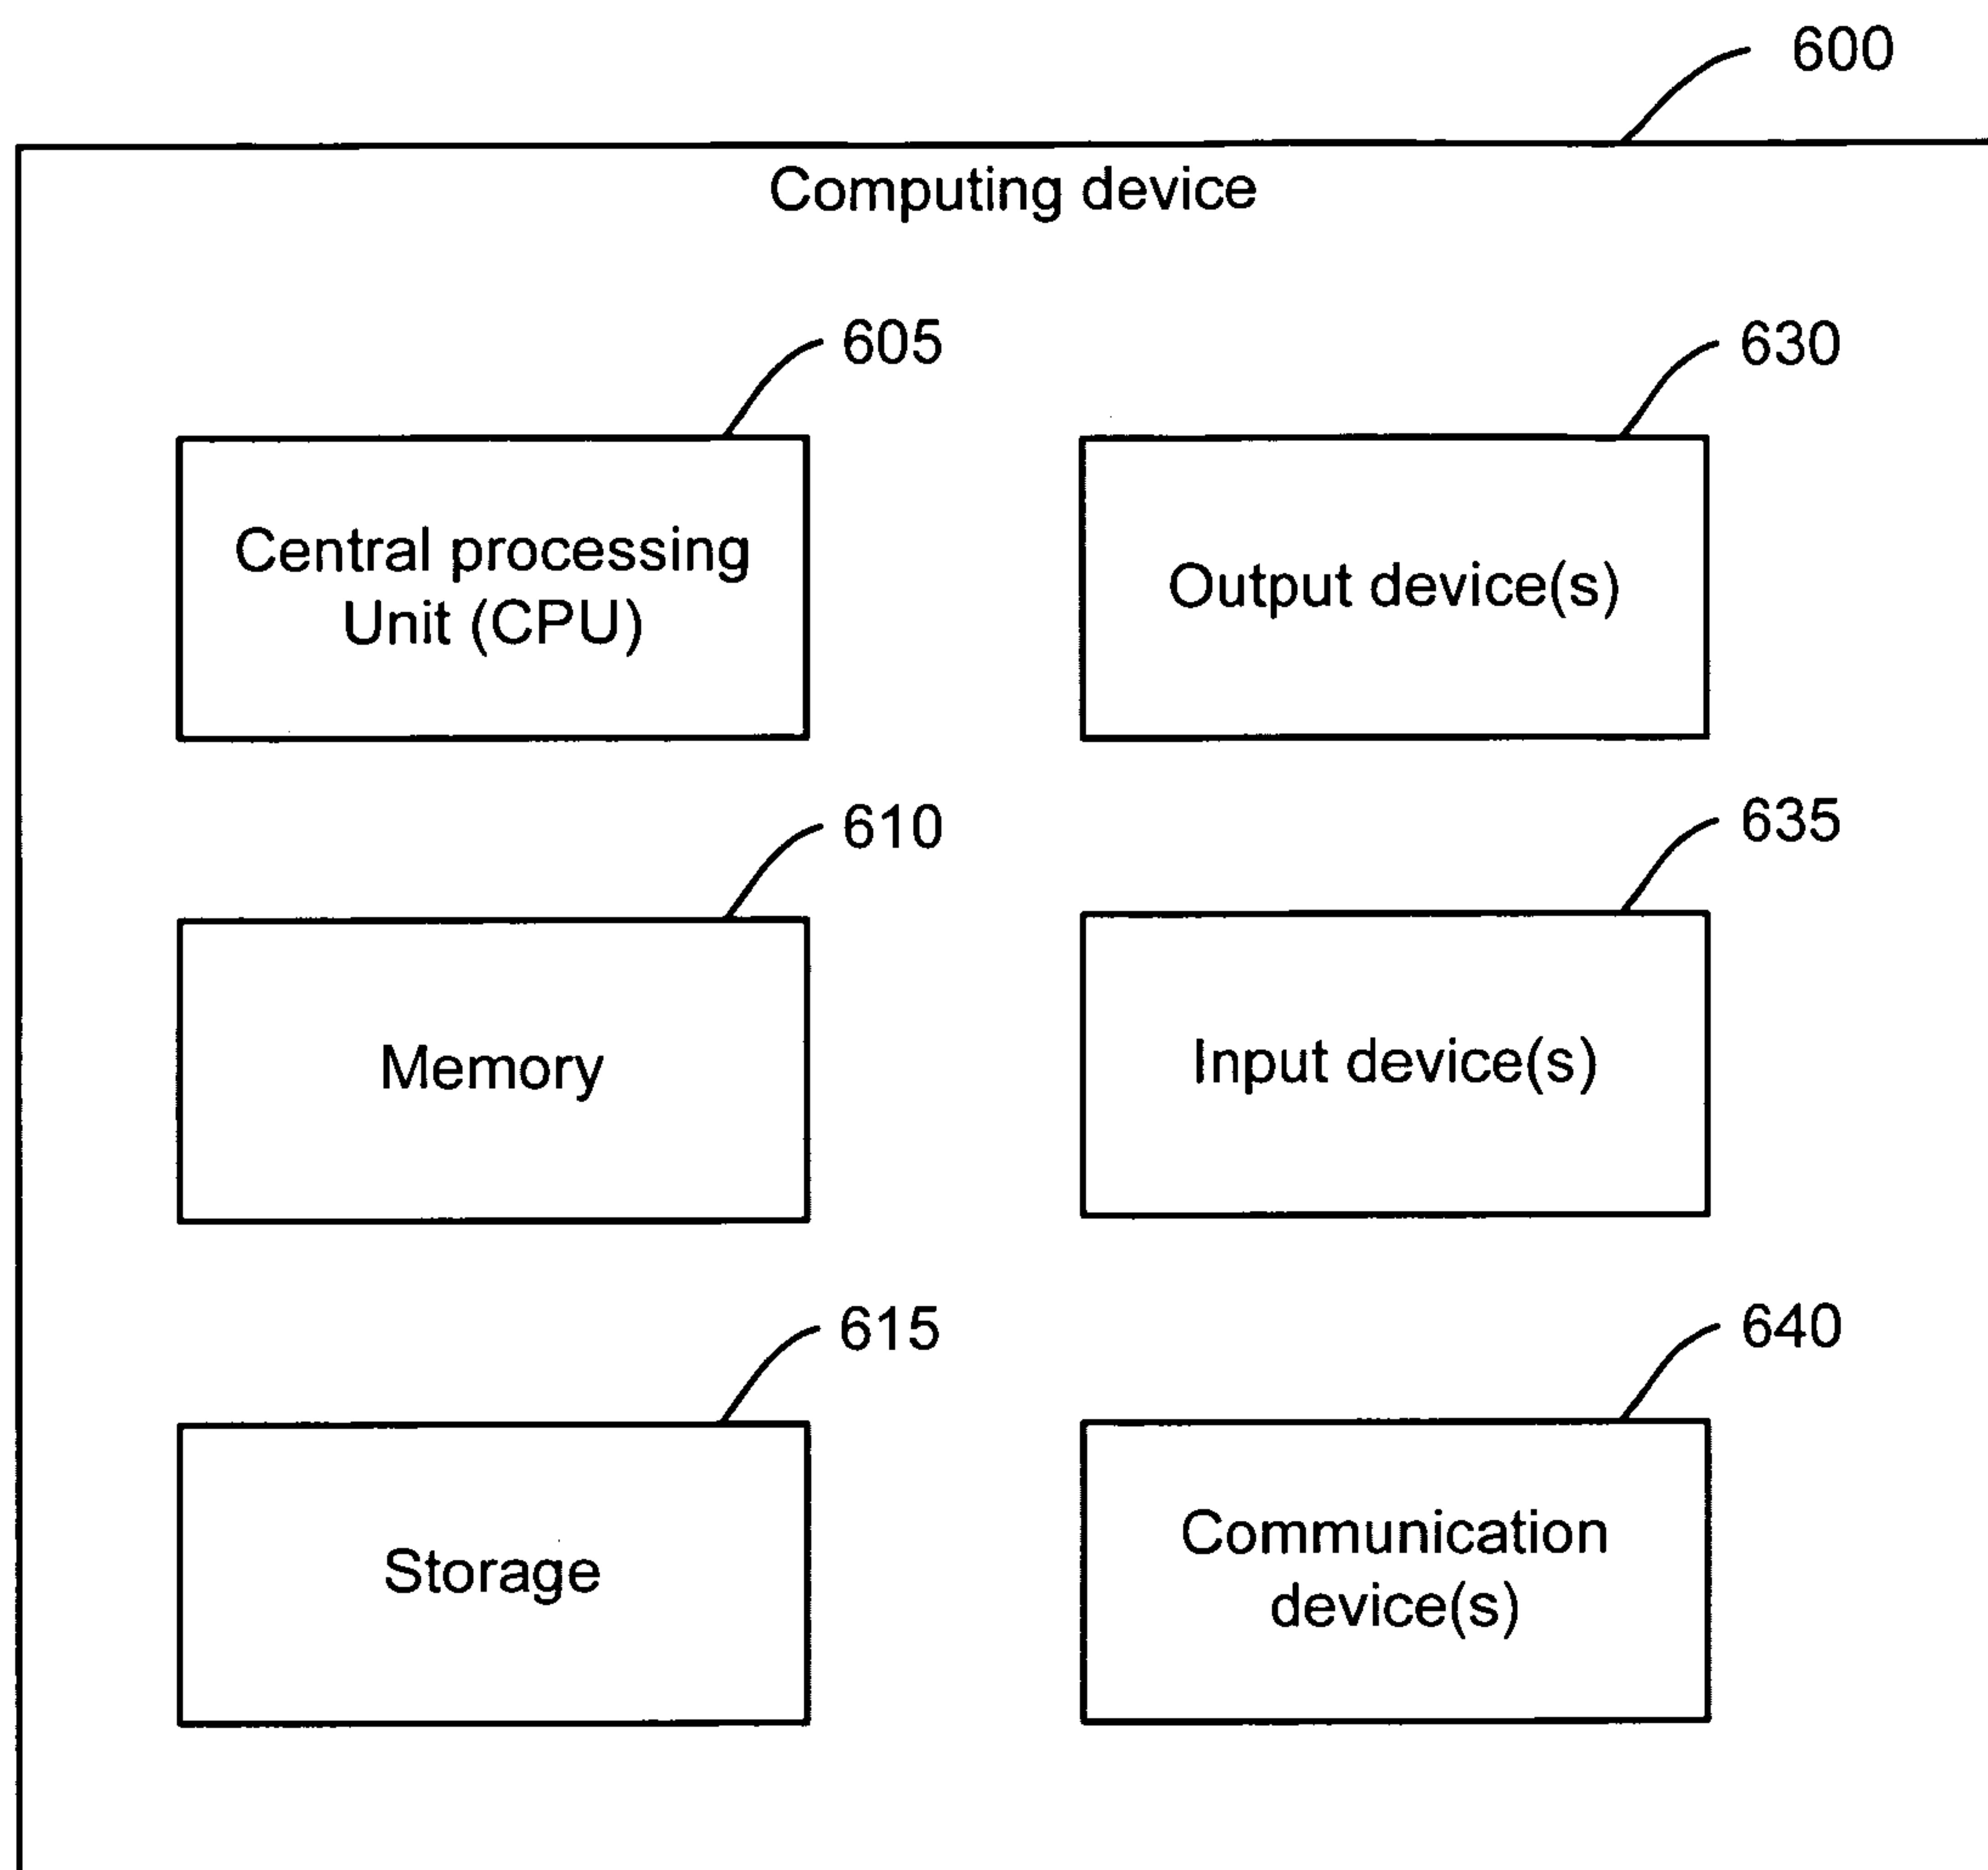 600
Computing device
605
630
Central processing
Unit (CPU)
Output device(s)
610
635
Memory
Input device(s)
615
640
Storage
Communication
device(s)